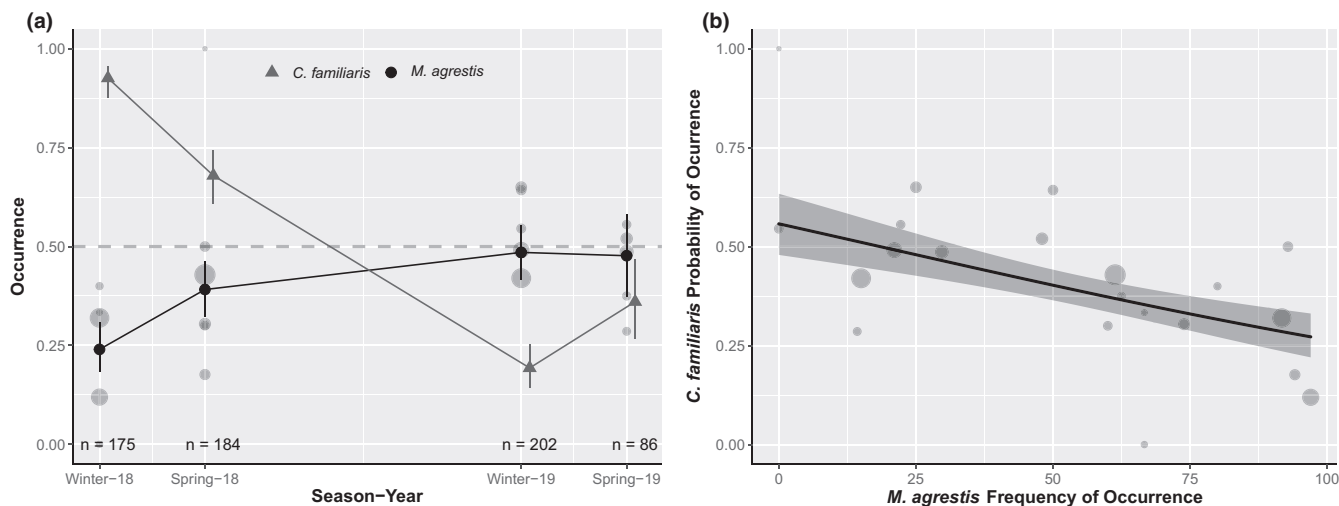 (a)
1.00
0.75
0.50
0.25
0.00
Occurrence
C. familiaris
M. agrestis
n = 175
n = 184
n = 202
n = 86
Winter−18
Spring−18
Winter−19
Spring−19
Season−Year
(b)
1.00
0.75
0.50
0.25
0.00
C. familiaris Probability of Ocurrence
0
25
50
75
100
M. agrestis Frequency of Occurrence